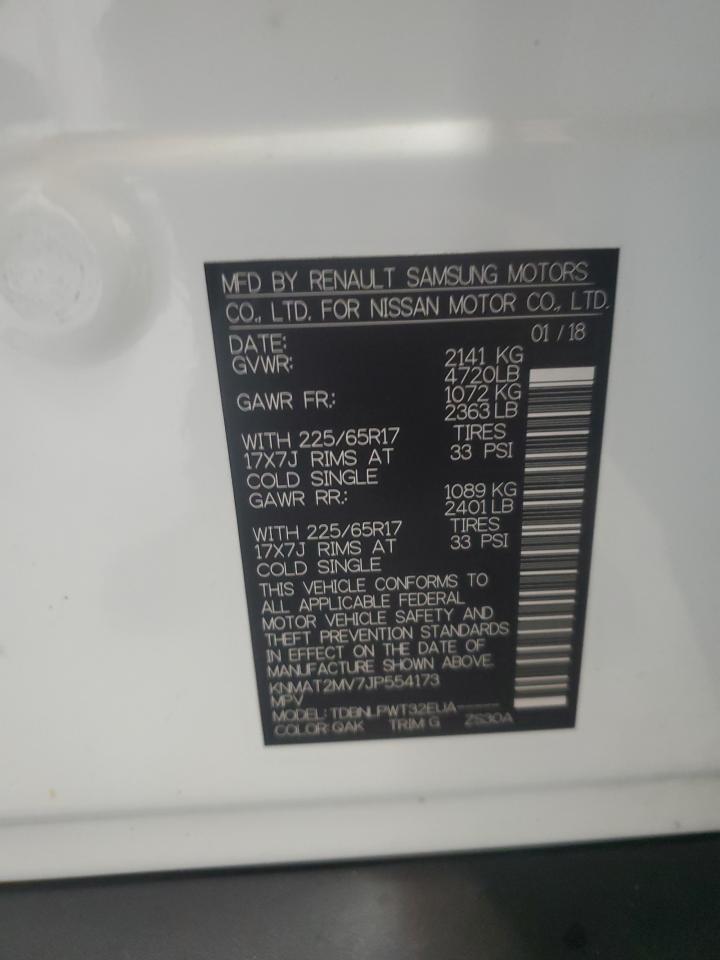 MFD BY RENAULT SAMSUNG MOTORS
CO., LTD. FOR NISSAN MOTOR CO., LTD.
DATE: 01 / 18
GVWR: 2141 KG
4720LB
GAWR FR.: 1072 KG
2363 LB
WITH 225/65R17 TIRES
17X7J RIMS AT 33 PSI
COLD SINGLE
GAWR RR.: 1089 KG
2401 LB
WITH 225/65R17 TIRES
17X7J RIMS AT 33 PSI
COLD SINGLE
THIS VEHICLE CONFORMS TO
ALL APPLICABLE FEDERAL
MOTOR VEHICLE SAFETY AND
THEFT PREVENTION STANDARDS
IN EFFECT ON THE DATE OF
MANUFACTURE SHOWN ABOVE.
KNMAT2MV7JP554173
MPV
MODEL: TDBNLPWT32EUA-----
COLOR: QAK TRIM G ZS30A